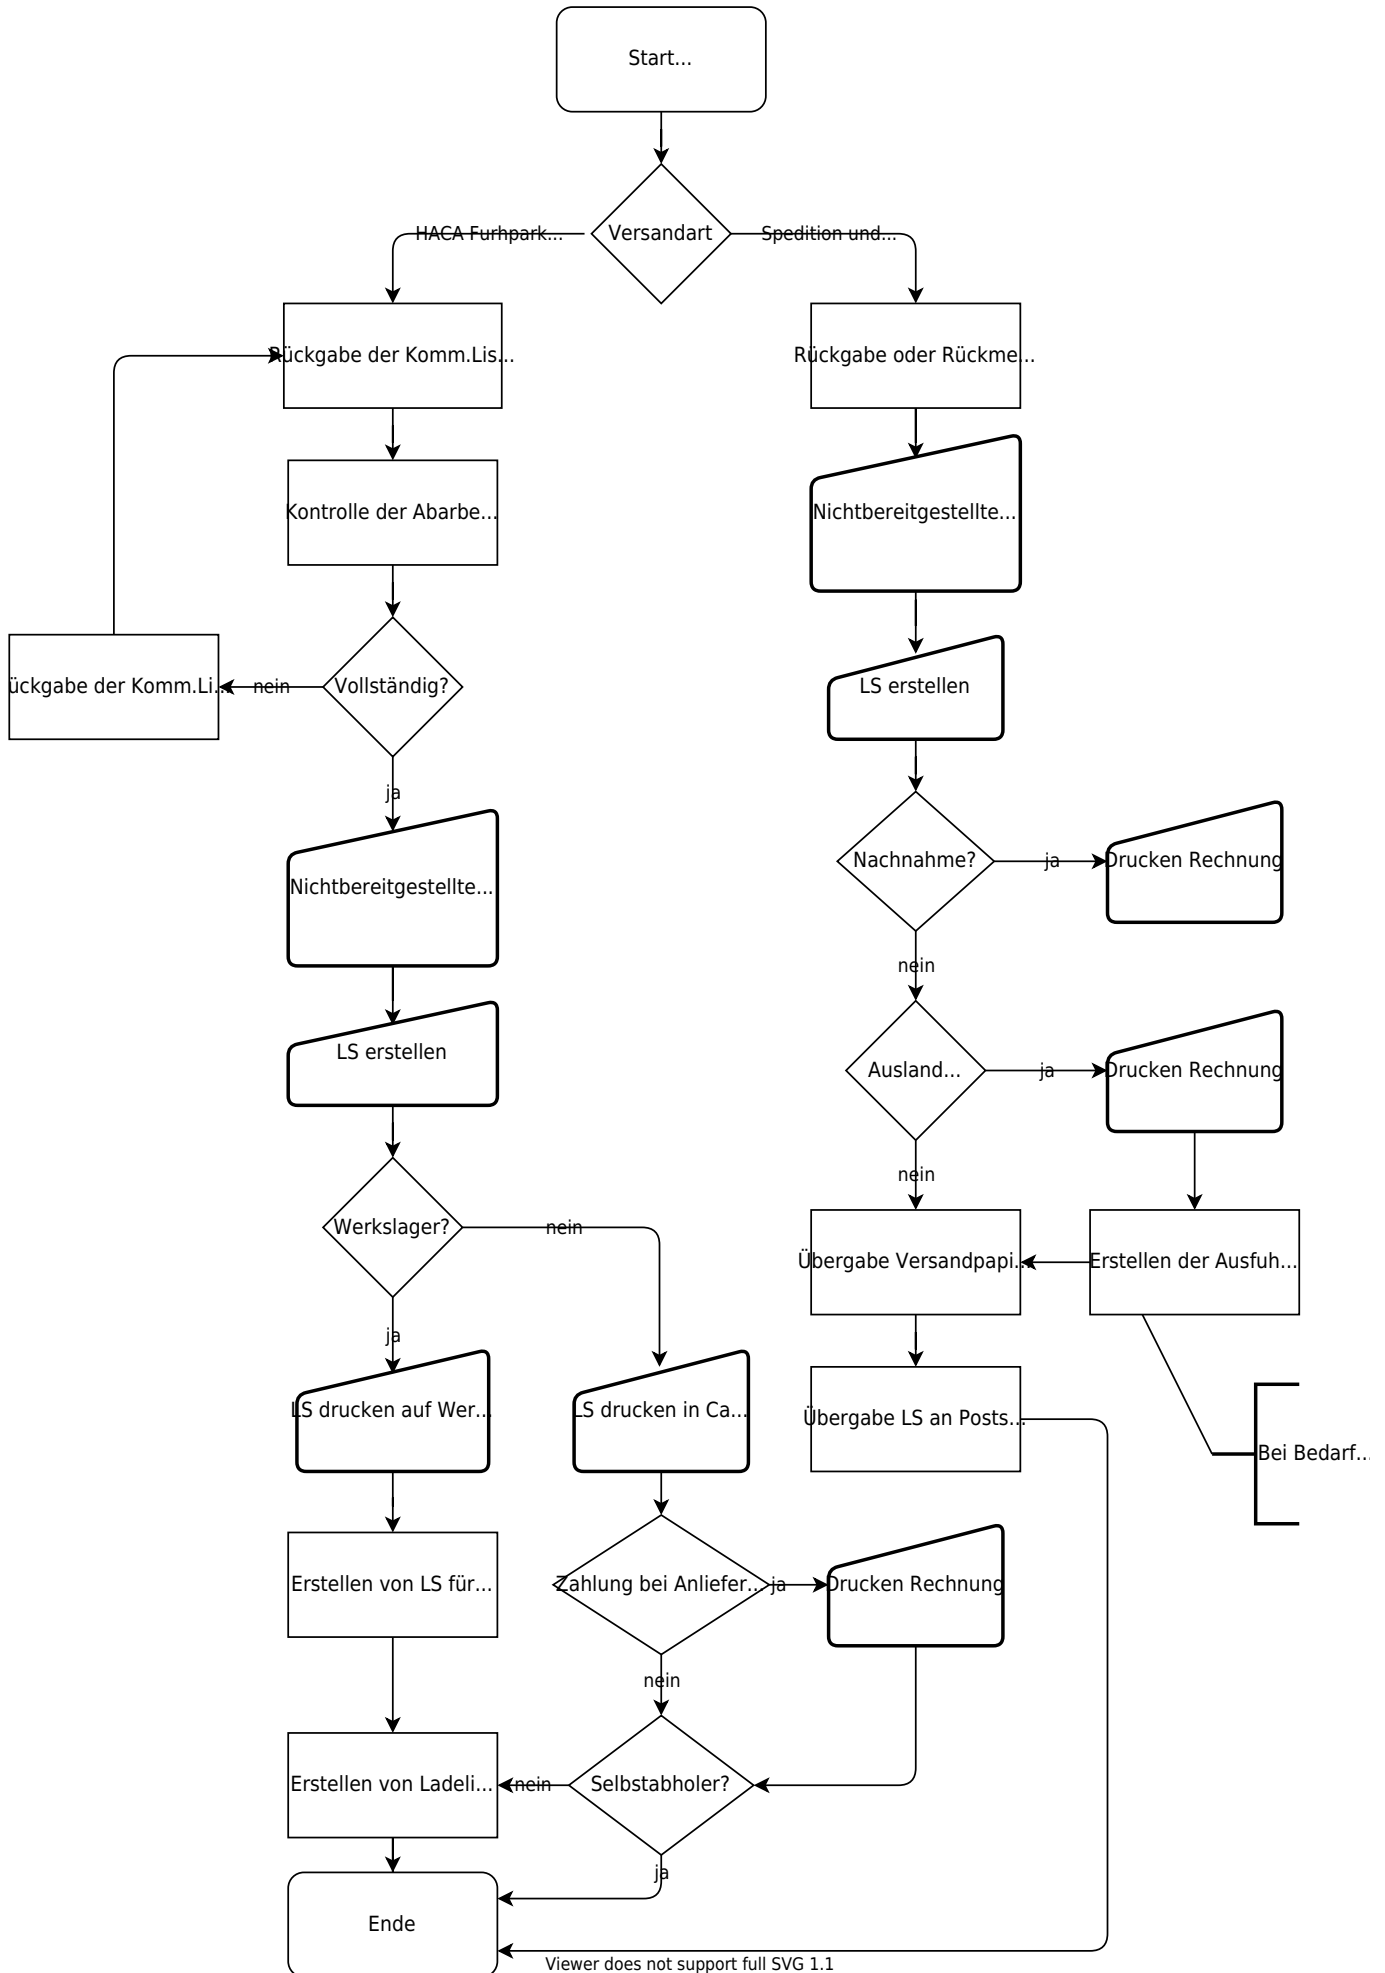 Start...
Versandart
HACA Furhpark...
Spedition und...
Rückgabe der Komm.Lis...
Rückgabe oder Rückme...
Kontrolle der Abarbe...
Nichtbereitgestellte...
ückgabe der Komm.Li...
nein
Vollständig?
LS erstellen
ja
Nichtbereitgestellte...
Nachnahme?
ja
Drucken Rechnung
nein
LS erstellen
Ausland...
ja
Drucken Rechnung
nein
Werkslager?
nein
Übergabe Versandpapi...
Erstellen der Ausfuh...
ja
LS drucken auf Wer...
LS drucken in Ca...
Übergabe LS an Posts...
Bei Bedarf...
Erstellen von LS für...
Zahlung bei Anliefer...
ja
Drucken Rechnung
nein
Erstellen von Ladeli...
nein
Selbstabholer?
ja
Ende
Viewer does not support full SVG 1.1